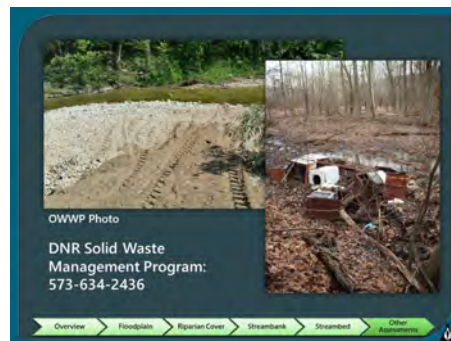 OWWP Photo
DNR Solid Waste
Management Program:
573-634-2436
Overview
Floodplain
Riparian Cover
Streambank
Streambed
Other
Assessments